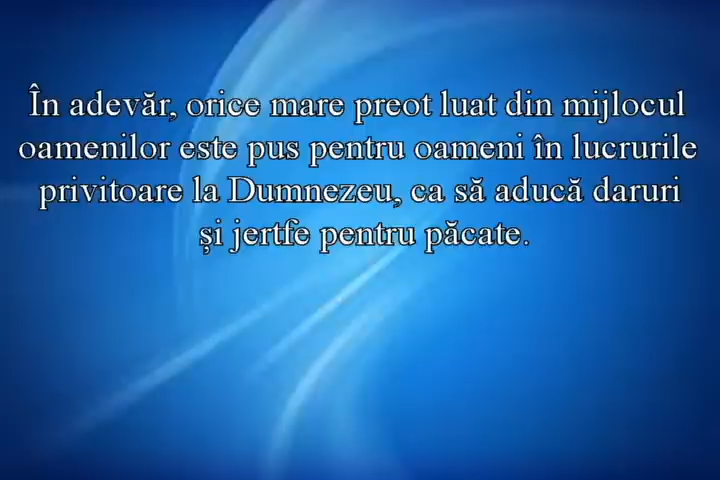 În adevăr, orice mare preot luat din mijlocul
oamenilor este pus pentru oameni în lucrurile
privitoare la Dumnezeu, ca să aducă daruri
și jertfe pentru păcate.